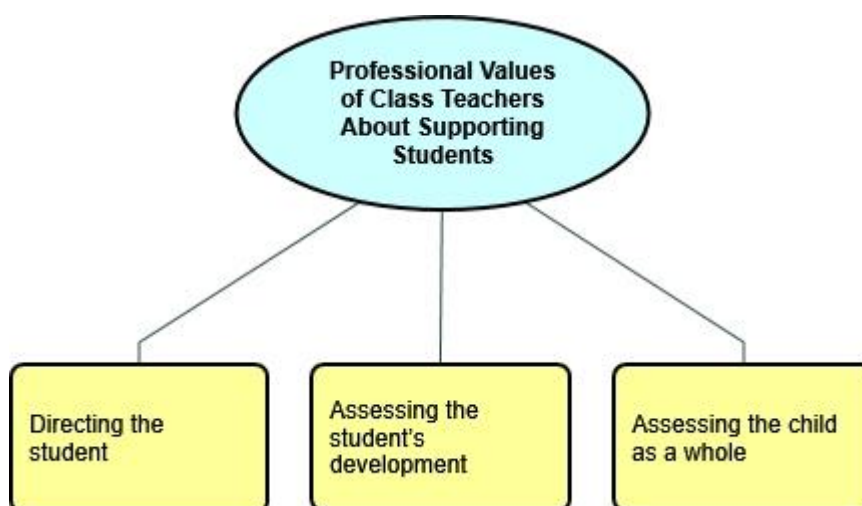 Professional Values
of Class Teachers
About Supporting
Students
Directing the
student
Assessing the
student's
development
Assessing the child
as a whole